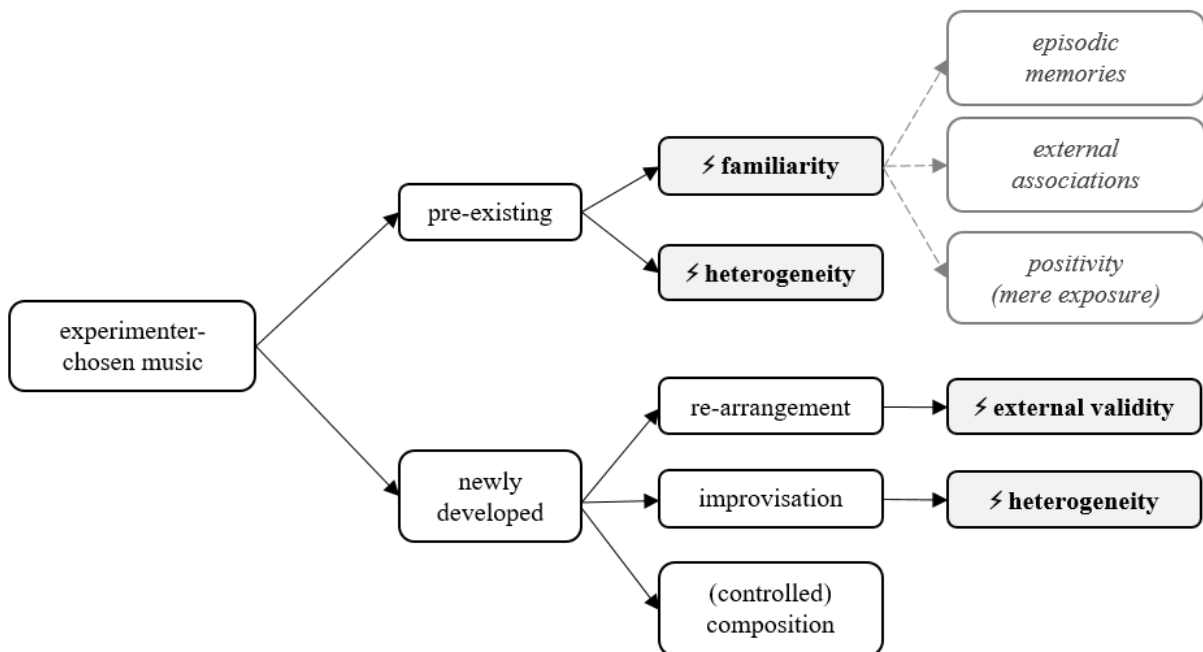 episodic
memories
⚡ familiarity
external
associations
pre-existing
⚡ heterogeneity
positivity
(mere exposure)
experimenter-
chosen music
re-arrangement
⚡ external validity
newly
developed
improvisation
⚡ heterogeneity
(controlled)
composition